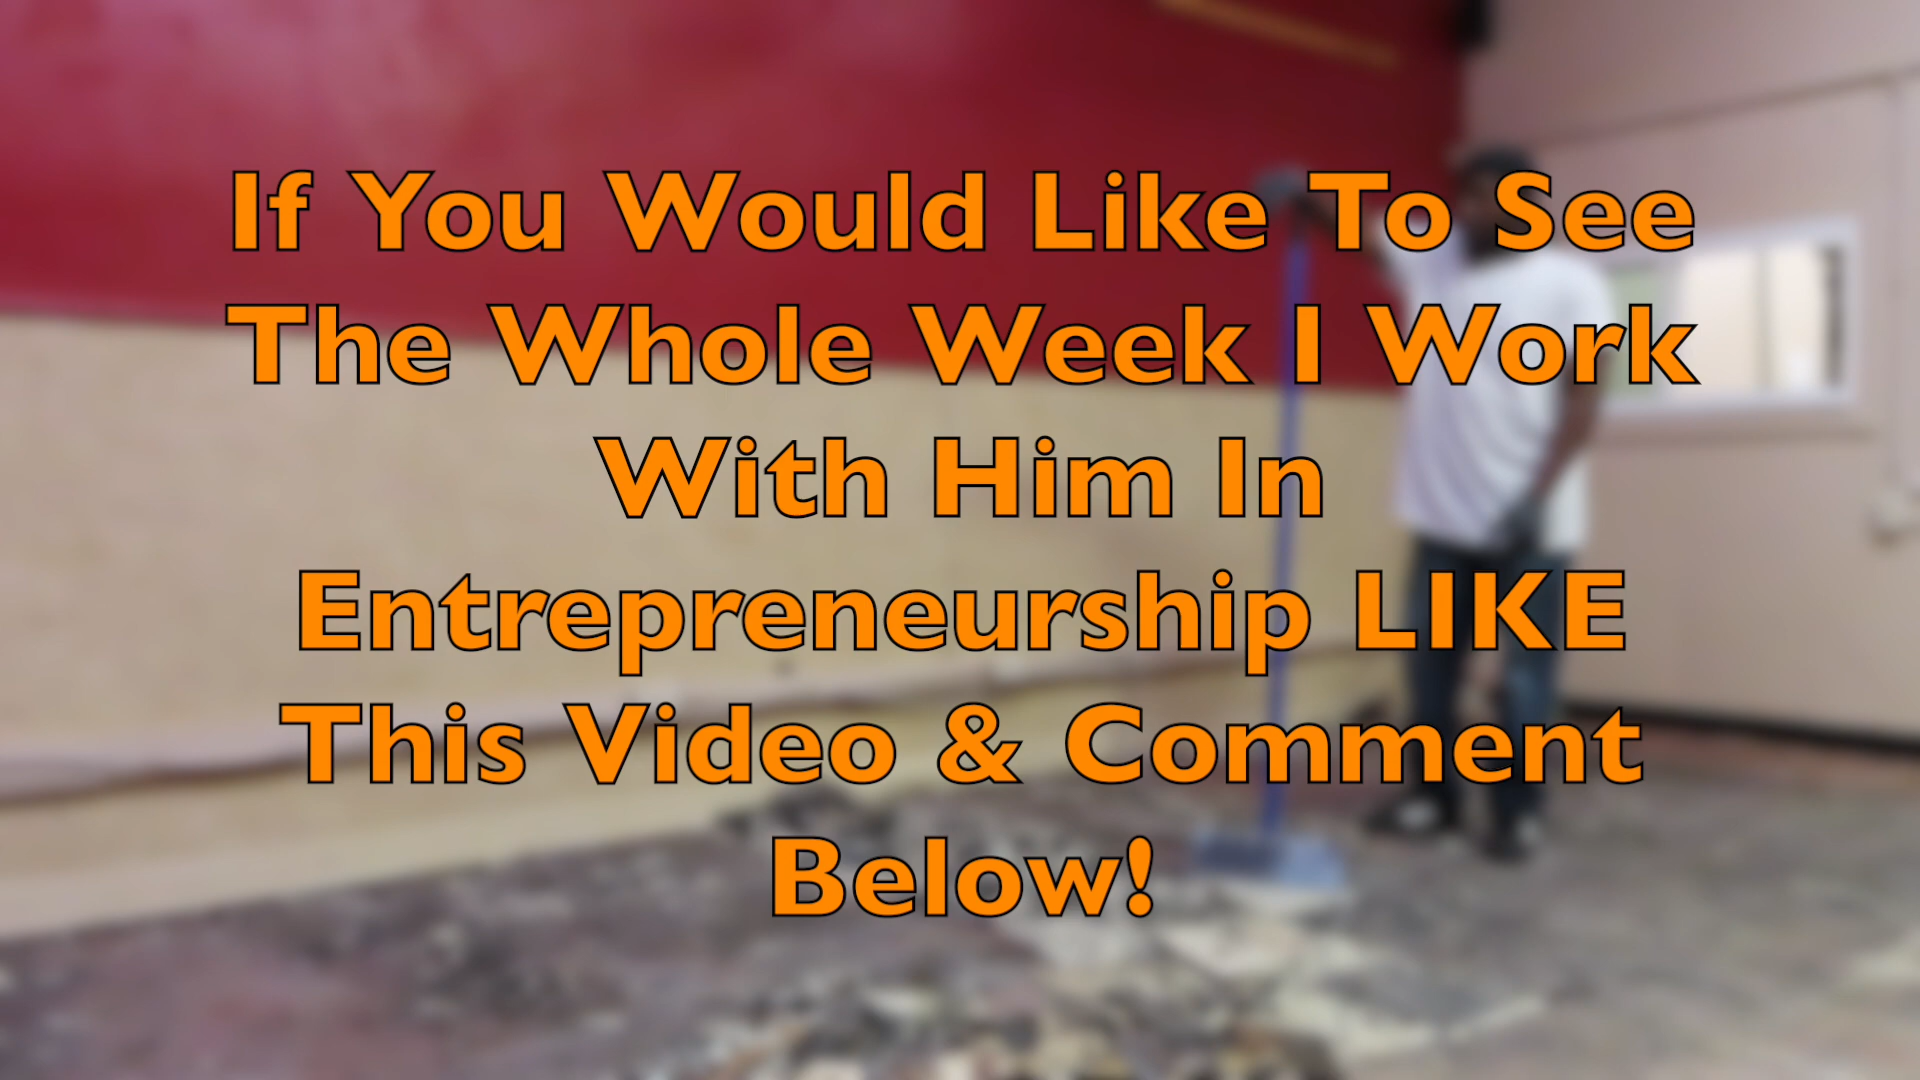 If You Would Like To See
The Whole Week I Work
With Him In
Entrepreneurship LIKE
This Video & Comment
Below!